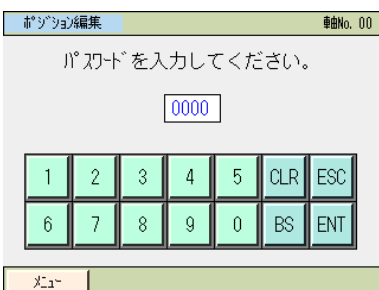 ﾎﾟｼﾞｼｮﾝ編集 軸No. 00
ﾊﾟｽﾜｰﾄﾞを入力してください。
0000
1 2 3 4 5 CLR ESC
6 7 8 9 0 BS ENT
ﾒﾆｭｰ